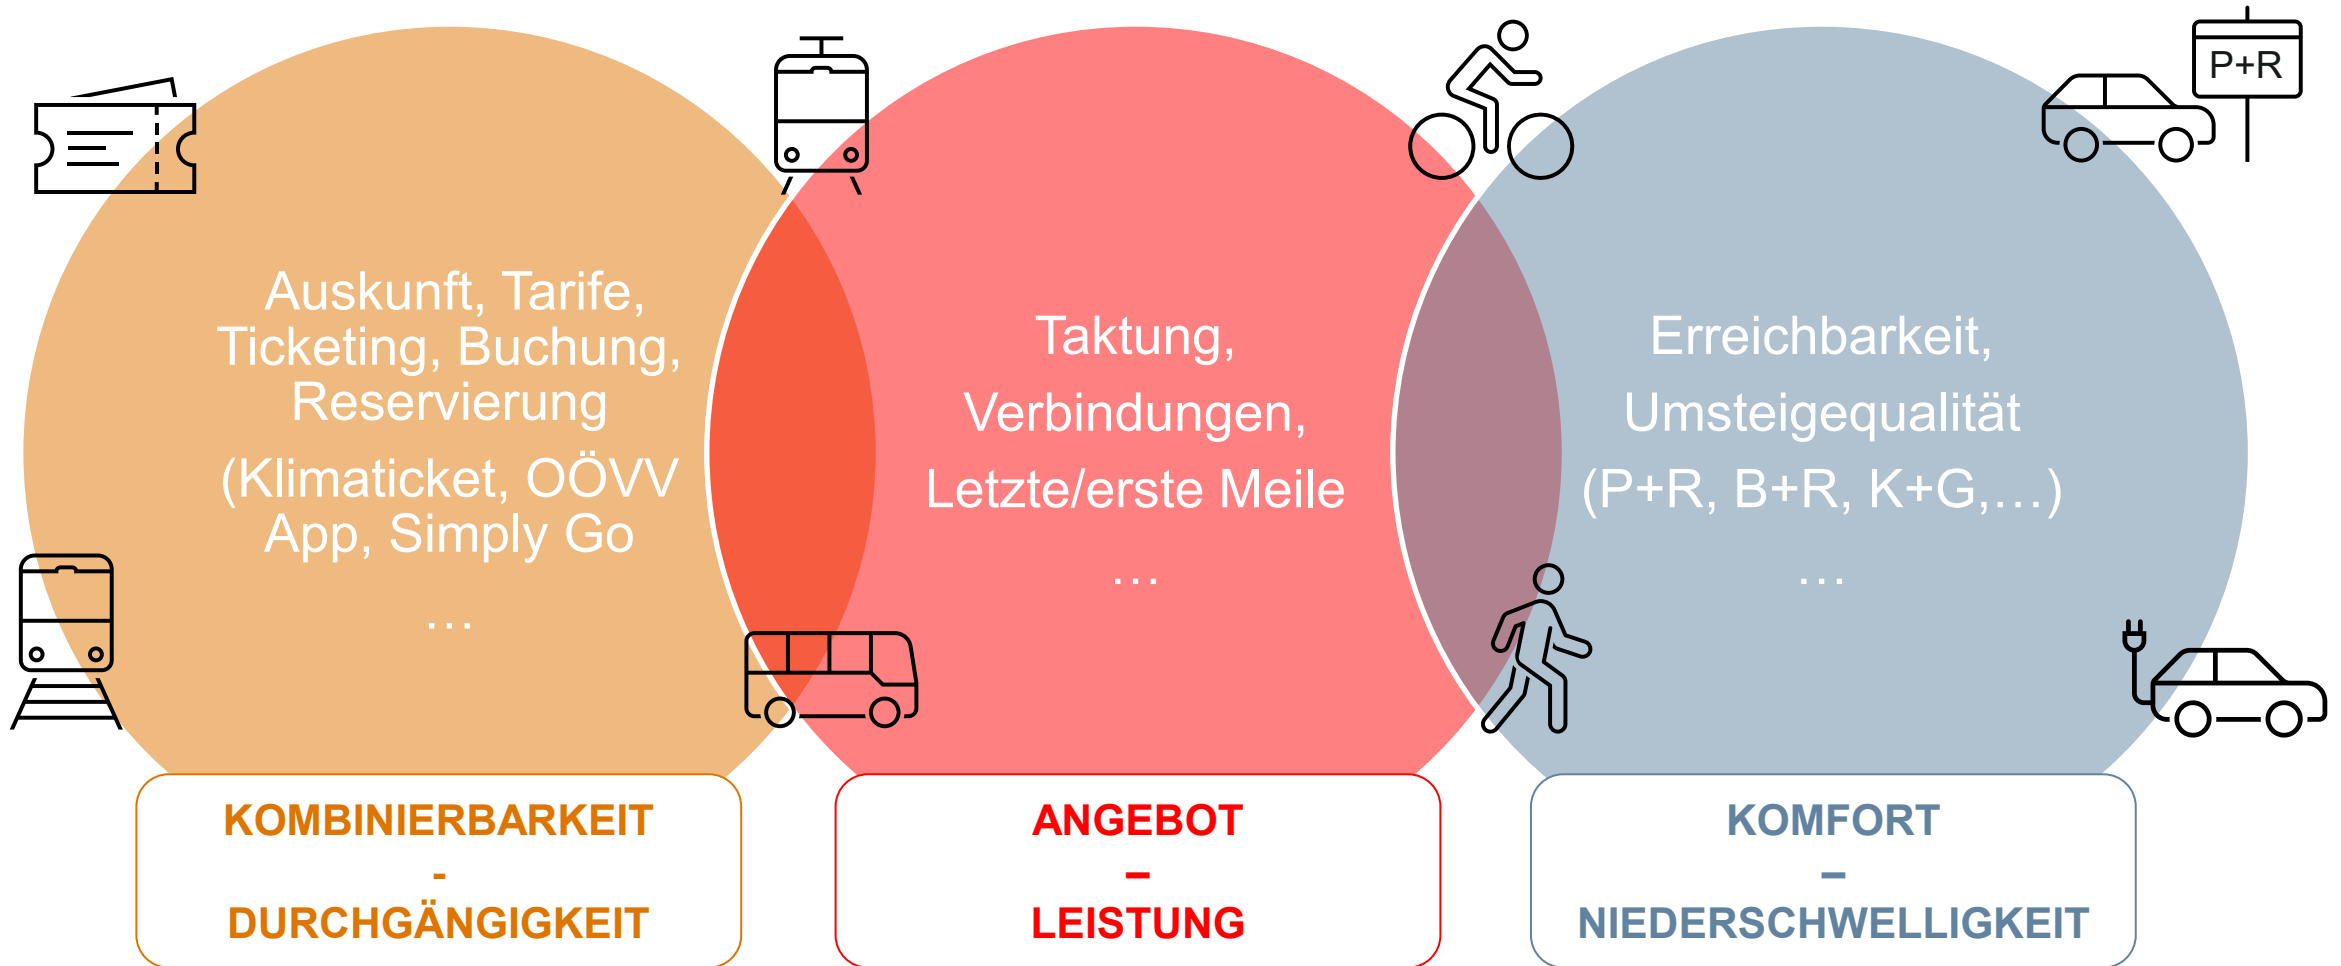 P+R
Auskunft, Tarife,
Ticketing, Buchung,
Reservierung
(Klimaticket, OÖVV
App, Simply Go
…
Taktung,
Verbindungen,
Letzte/erste Meile
…
Erreichbarkeit,
Umsteigequalität
(P+R, B+R, K+G,…)
…
KOMBINIERBARKEIT
-
DURCHGÄNGIGKEIT
ANGEBOT
–
LEISTUNG
KOMFORT
–
NIEDERSCHWELLIGKEIT